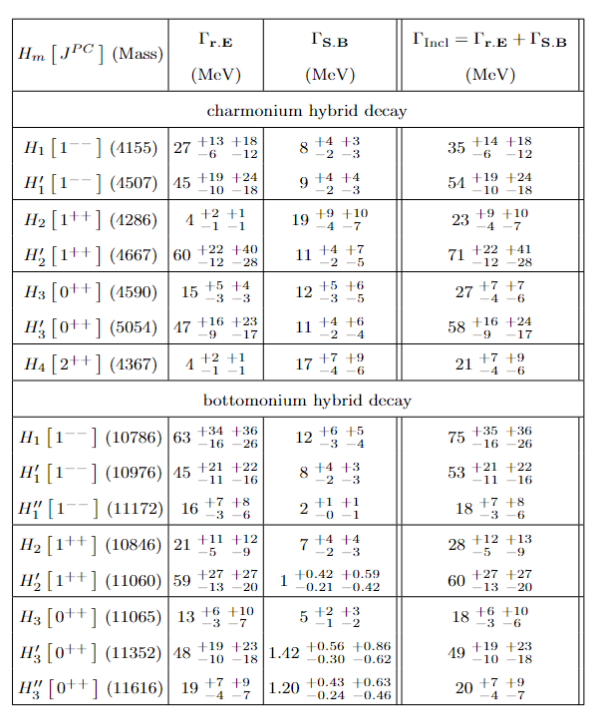 H_m [J^{PC}] (Mass) Γ_{r.E} (MeV) Γ_{S.B} (MeV) Γ_{Incl} = Γ_{r.E} + Γ_{S.B} (MeV)
charmonium hybrid decay
H_1 [1^{−−}] (4155) 27 ^{+13}_{−6} ^{+18}_{−12} 8 ^{+4}_{−2} ^{+3}_{−3} 35 ^{+14}_{−6} ^{+18}_{−12}
H_1′ [1^{−−}] (4507) 45 ^{+19}_{−10} ^{+24}_{−18} 9 ^{+4}_{−2} ^{+4}_{−3} 54 ^{+19}_{−10} ^{+24}_{−18}
H_2 [1^{++}] (4286) 4 ^{+2}_{−1} ^{+1}_{−1} 19 ^{+9}_{−4} ^{+10}_{−7} 23 ^{+9}_{−4} ^{+10}_{−7}
H_2′ [1^{++}] (4667) 60 ^{+22}_{−12} ^{+40}_{−28} 11 ^{+4}_{−2} ^{+7}_{−5} 71 ^{+22}_{−12} ^{+41}_{−28}
H_3 [0^{++}] (4590) 15 ^{+5}_{−3} ^{+4}_{−3} 12 ^{+5}_{−3} ^{+6}_{−5} 27 ^{+7}_{−4} ^{+7}_{−6}
H_3′ [0^{++}] (5054) 47 ^{+16}_{−9} ^{+23}_{−17} 11 ^{+4}_{−2} ^{+6}_{−4} 58 ^{+16}_{−9} ^{+24}_{−17}
H_4 [2^{++}] (4367) 4 ^{+2}_{−1} ^{+1}_{−1} 17 ^{+7}_{−4} ^{+9}_{−6} 21 ^{+7}_{−4} ^{+9}_{−6}
bottomonium hybrid decay
H_1 [1^{−−}] (10786) 63 ^{+34}_{−16} ^{+36}_{−26} 12 ^{+6}_{−3} ^{+5}_{−4} 75 ^{+35}_{−16} ^{+36}_{−26}
H_1′ [1^{−−}] (10976) 45 ^{+21}_{−11} ^{+22}_{−16} 8 ^{+4}_{−2} ^{+3}_{−3} 53 ^{+21}_{−11} ^{+22}_{−16}
H_1″ [1^{−−}] (11172) 16 ^{+7}_{−3} ^{+8}_{−6} 2 ^{+1}_{−0} ^{+1}_{−1} 18 ^{+7}_{−3} ^{+8}_{−6}
H_2 [1^{++}] (10846) 21 ^{+11}_{−5} ^{+12}_{−9} 7 ^{+4}_{−2} ^{+4}_{−3} 28 ^{+12}_{−5} ^{+13}_{−9}
H_2′ [1^{++}] (11060) 59 ^{+27}_{−13} ^{+27}_{−20} 1 ^{+0.42}_{−0.21} ^{+0.59}_{−0.42} 60 ^{+27}_{−13} ^{+27}_{−20}
H_3 [0^{++}] (11065) 13 ^{+6}_{−3} ^{+10}_{−7} 5 ^{+2}_{−1} ^{+3}_{−2} 18 ^{+6}_{−3} ^{+10}_{−6}
H_3′ [0^{++}] (11352) 48 ^{+19}_{−10} ^{+23}_{−18} 1.42 ^{+0.56}_{−0.30} ^{+0.86}_{−0.62} 49 ^{+19}_{−10} ^{+23}_{−18}
H_3″ [0^{++}] (11616) 19 ^{+7}_{−4} ^{+9}_{−7} 1.20 ^{+0.43}_{−0.24} ^{+0.63}_{−0.46} 20 ^{+7}_{−4} ^{+9}_{−7}